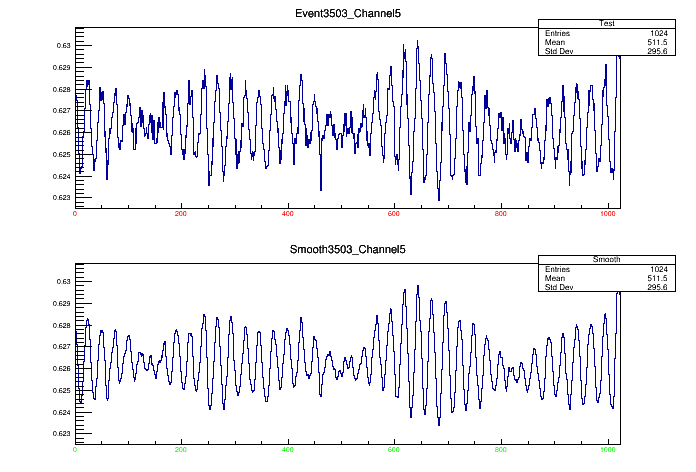 Event3503_Channel5
Test
Entries 1024
Mean 511.5
Std Dev 295.6
0.63
0.629
0.628
0.627
0.626
0.625
0.624
0.623
0 200 400 600 800 1000
Smooth3503_Channel5
Smooth
Entries 1024
Mean 511.5
Std Dev 295.6
0.63
0.629
0.628
0.627
0.626
0.625
0.624
0.623
0 200 400 600 800 1000